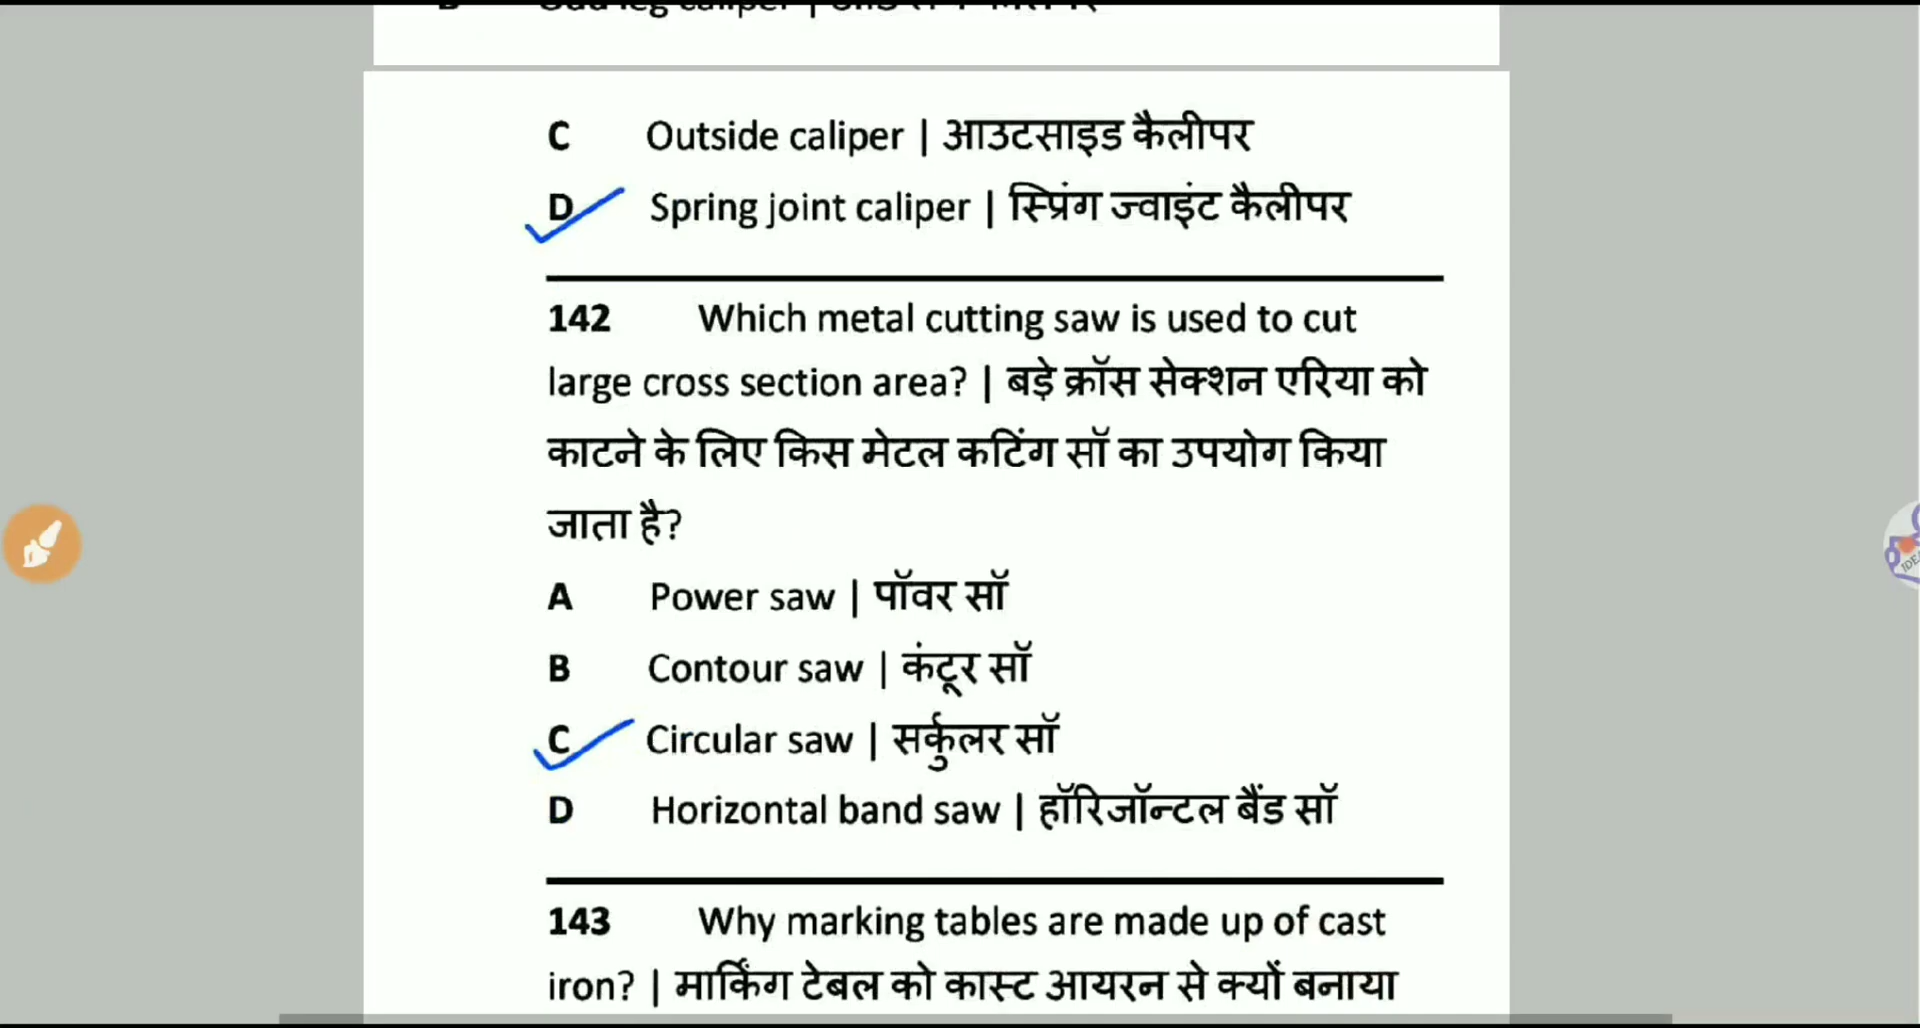 C Outside caliper | आउटसाइड कैलीपर
D Spring joint caliper | स्प्रिंग ज्वाइंट कैलीपर
142 Which metal cutting saw is used to cut
large cross section area? | बड़े क्रॉस सेक्शन एरिया को
काटने के लिए किस मेटल कटिंग सॉ का उपयोग किया
जाता है?
A Power saw | पॉवर सॉ
B Contour saw | कंटूर सॉ
C Circular saw | सर्कुलर सॉ
D Horizontal band saw | हॉरिजॉन्टल बैंड सॉ
143 Why marking tables are made up of cast
iron? | मार्किंग टेबल को कास्ट आयरन से क्यों बनाया